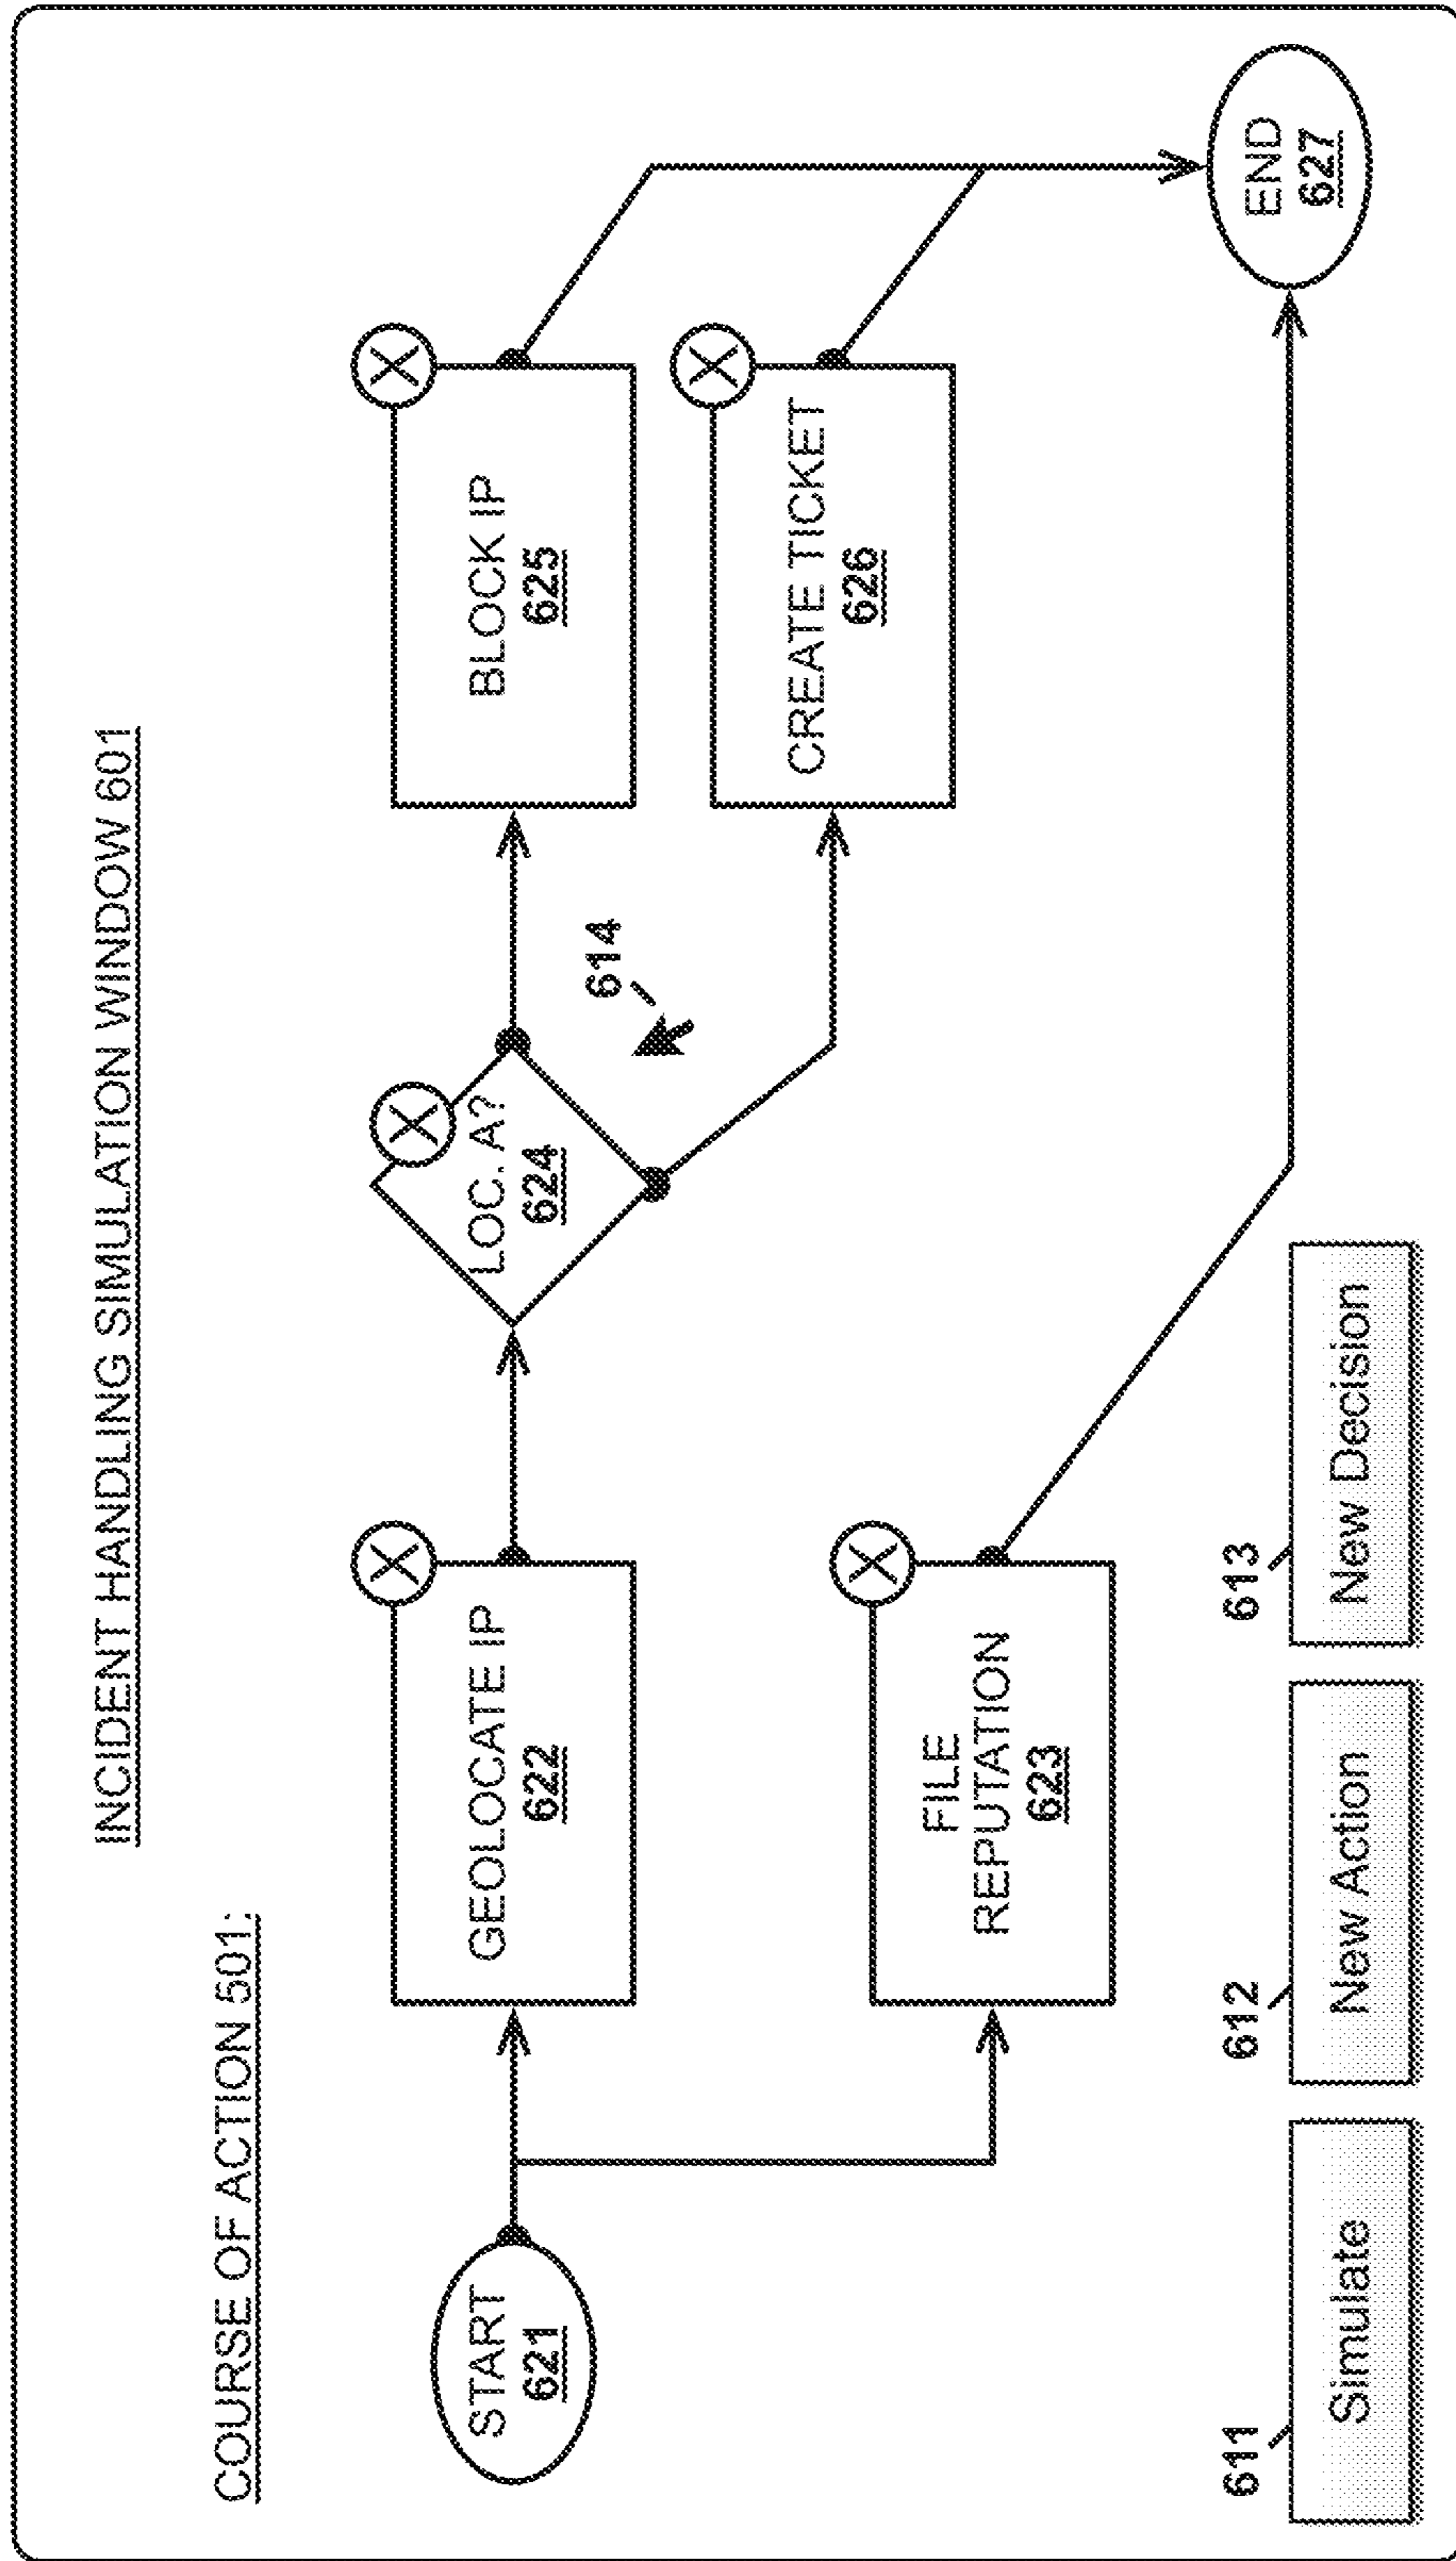 INCIDENT HANDLING SIMULATION WINDOW 601
COURSE OF ACTION 501:
START
621
GEOLOCATE IP
622
LOC. A?
624
BLOCK IP
625
614
CREATE TICKET
626
FILE
REPUTATION
623
END
627
611
Simulate
612
New Action
613
New Decision
X
X
X
X
X